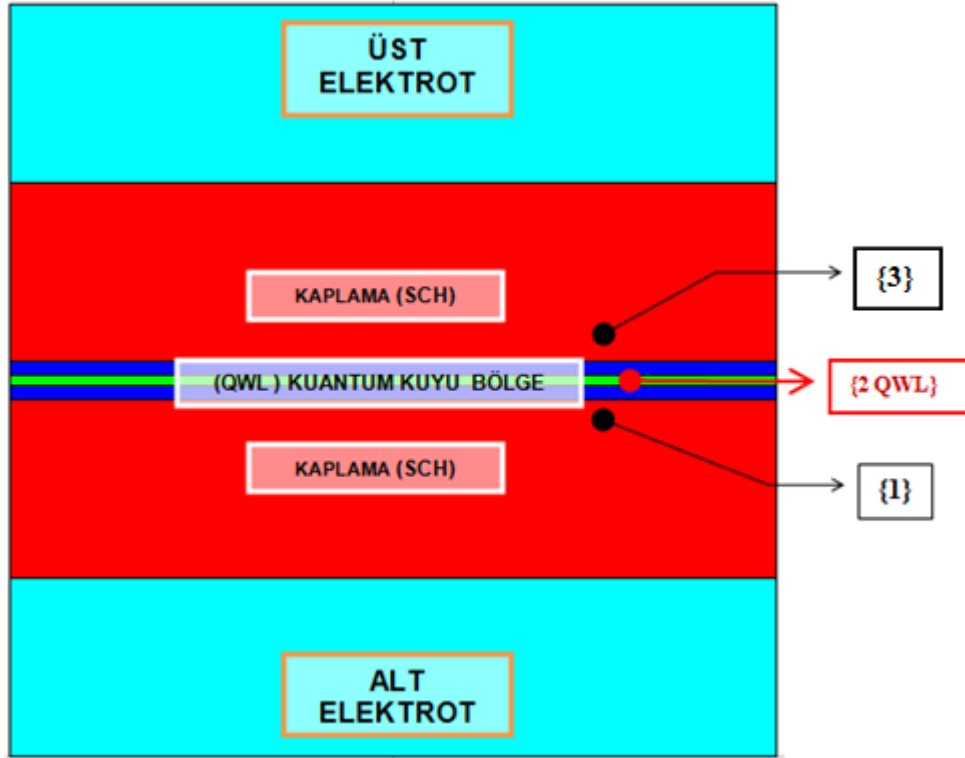 ÜST
ELEKTROT
KAPLAMA (SCH)
{3}
(QWL ) KUANTUM KUYU BÖLGE
{2 QWL}
KAPLAMA (SCH)
{1}
ALT
ELEKTROT